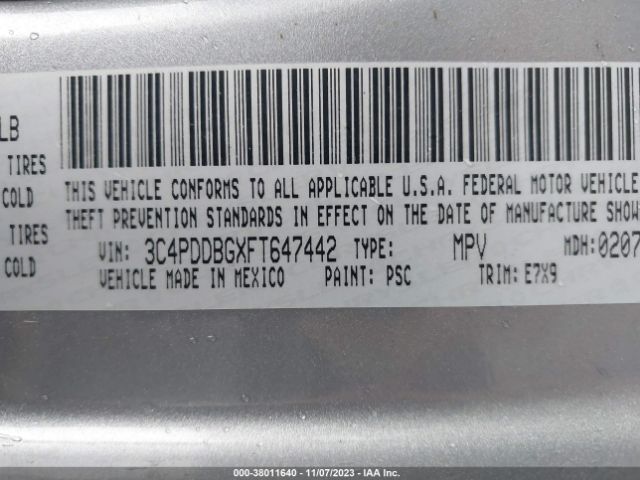 LB
TIRES
COLD
TIRES
COLD
THIS VEHICLE CONFORMS TO ALL APPLICABLE U.S.A. FEDERAL MOTOR VEHICLE
THEFT PREVENTION STANDARDS IN EFFECT ON THE DATE OF MANUFACTURE SHOW
VIN: 3C4PDDBGXFT647442 TYPE: MPV MDH:0207
VEHICLE MADE IN MEXICO PAINT: PSC TRIM:E7X9
000-38011640 - 11/07/2023 - IAA Inc.